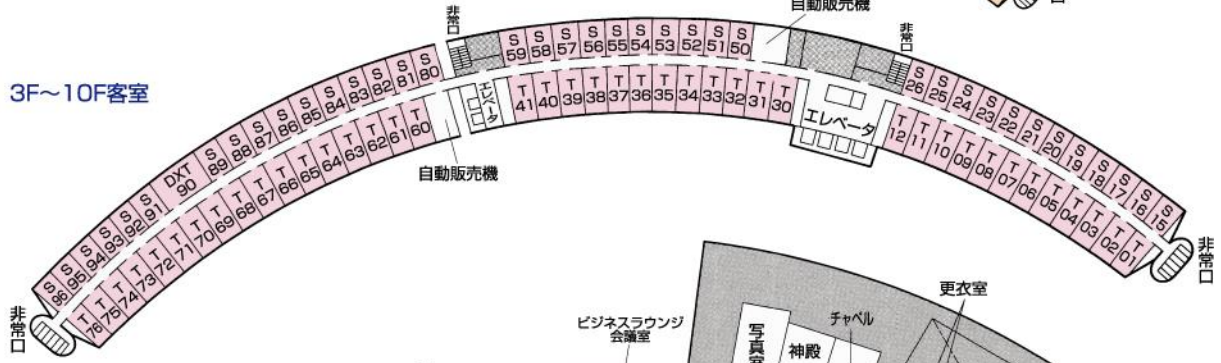 自動販売機
非常口
非常口
3F～10F客室
S 96
S 95
S 94
S 93
S 92
S 91
DXT 90
S 89
S 88
S 87
S 86
S 85
S 84
S 83
S 82
S 81
S 80
S 59
S 58
S 57
S 56
S 55
S 54
S 53
S 52
S 51
S 50
S 26
S 25
S 24
S 23
S 22
S 21
S 20
S 19
S 18
S 17
S 16
S 15
T 76
T 75
T 74
T 73
T 72
T 71
T 70
T 69
T 68
T 67
T 66
T 65
T 64
T 63
T 62
T 61
T 60
エレベータ
T 41
T 40
T 39
T 38
T 37
T 36
T 35
T 34
T 33
T 32
T 31
T 30
エレベータ
T 12
T 11
T 10
T 09
T 08
T 07
T 06
T 05
T 04
T 03
T 02
T 01
自動販売機
非常口
非常口
更衣室
ビジネスラウンジ
会議室
チャペル
写真室
神殿